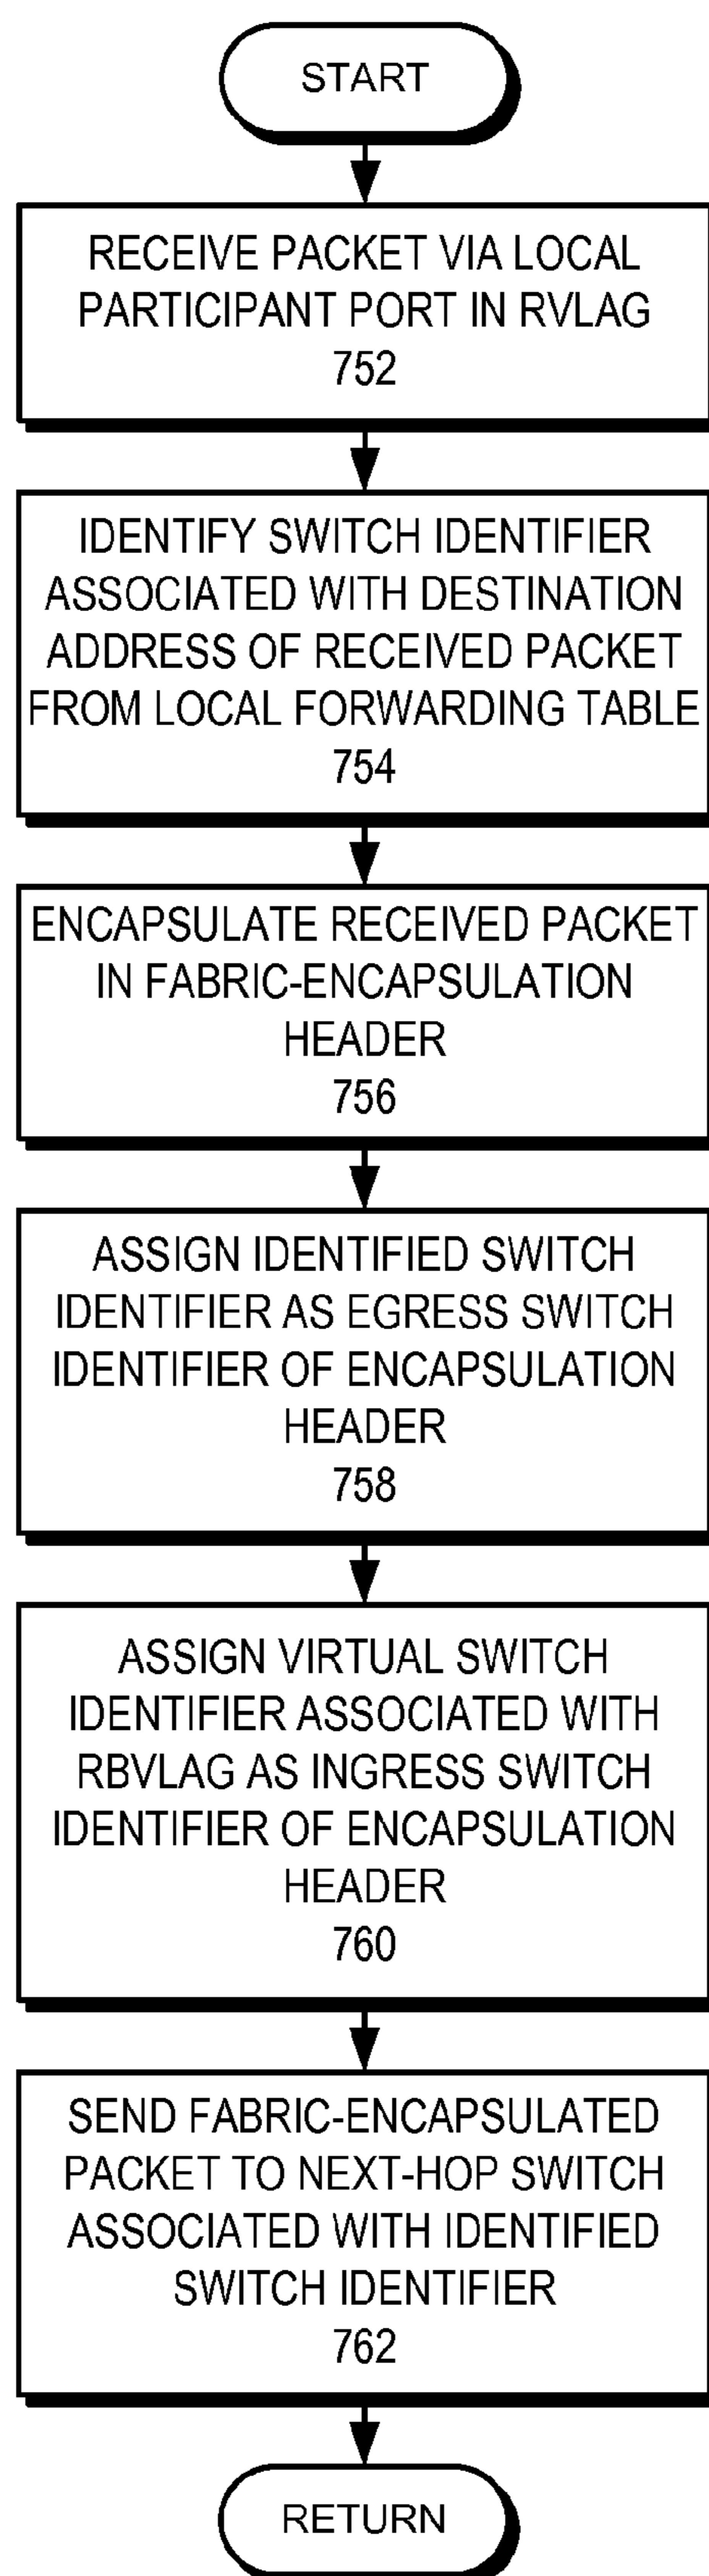 START
RECEIVE PACKET VIA LOCAL
PARTICIPANT PORT IN RVLAG
752
IDENTIFY SWITCH IDENTIFIER
ASSOCIATED WITH DESTINATION
ADDRESS OF RECEIVED PACKET
FROM LOCAL FORWARDING TABLE
754
ENCAPSULATE RECEIVED PACKET
IN FABRIC-ENCAPSULATION
HEADER
756
ASSIGN IDENTIFIED SWITCH
IDENTIFIER AS EGRESS SWITCH
IDENTIFIER OF ENCAPSULATION
HEADER
758
ASSIGN VIRTUAL SWITCH
IDENTIFIER ASSOCIATED WITH
RBVLAG AS INGRESS SWITCH
IDENTIFIER OF ENCAPSULATION
HEADER
760
SEND FABRIC-ENCAPSULATED
PACKET TO NEXT-HOP SWITCH
ASSOCIATED WITH IDENTIFIED
SWITCH IDENTIFIER
762
RETURN